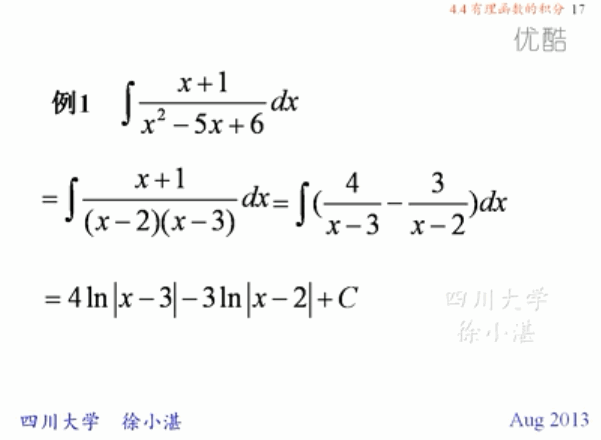 4.4 有理函数的积分 17
优酷
例1 ∫ (x+1)/(x² − 5x + 6) dx
= ∫ (x+1)/((x−2)(x−3)) dx = ∫ (4/(x−3) − 3/(x−2)) dx
= 4 ln|x−3| − 3 ln|x−2| + C
四川大学
徐小湛
四川大学 徐小湛 Aug 2013